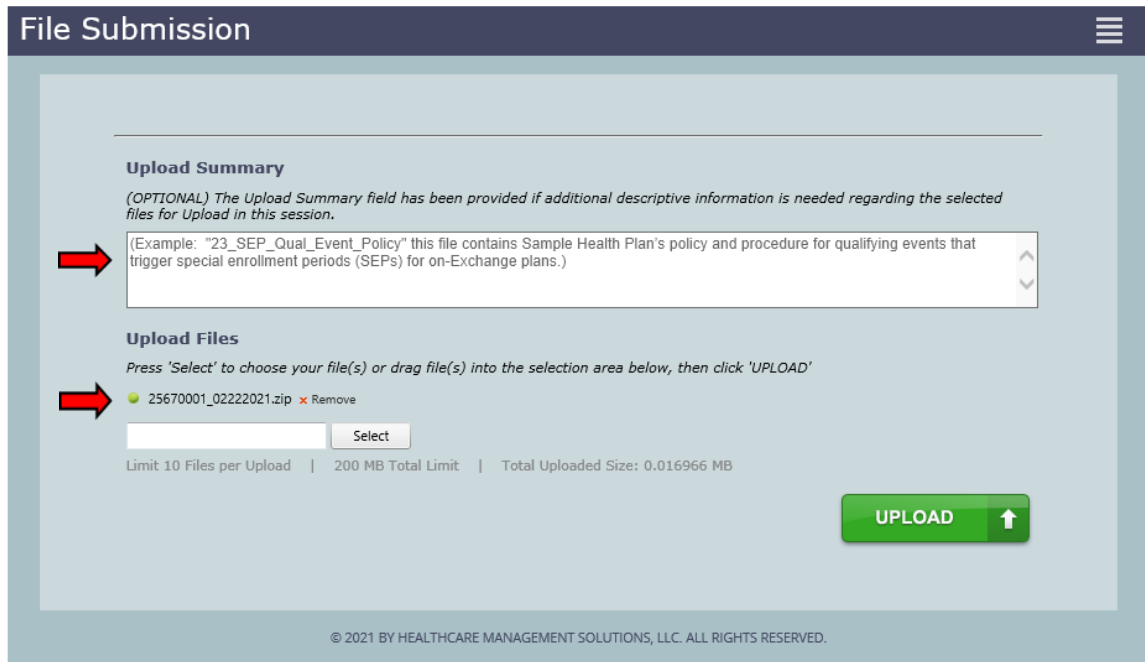 File Submission
Upload Summary
(OPTIONAL) The Upload Summary field has been provided if additional descriptive information is needed regarding the selected
files for Upload in this session.
(Example:  "23_SEP_Qual_Event_Policy" this file contains Sample Health Plan's policy and procedure for qualifying events that
trigger special enrollment periods (SEPs) for on-Exchange plans.)
Upload Files
Press 'Select' to choose your file(s) or drag file(s) into the selection area below, then click 'UPLOAD'
25670001_02222021.zip x Remove
Select
Limit 10 Files per Upload | 200 MB Total Limit | Total Uploaded Size: 0.016966 MB
UPLOAD
© 2021 BY HEALTHCARE MANAGEMENT SOLUTIONS, LLC. ALL RIGHTS RESERVED.